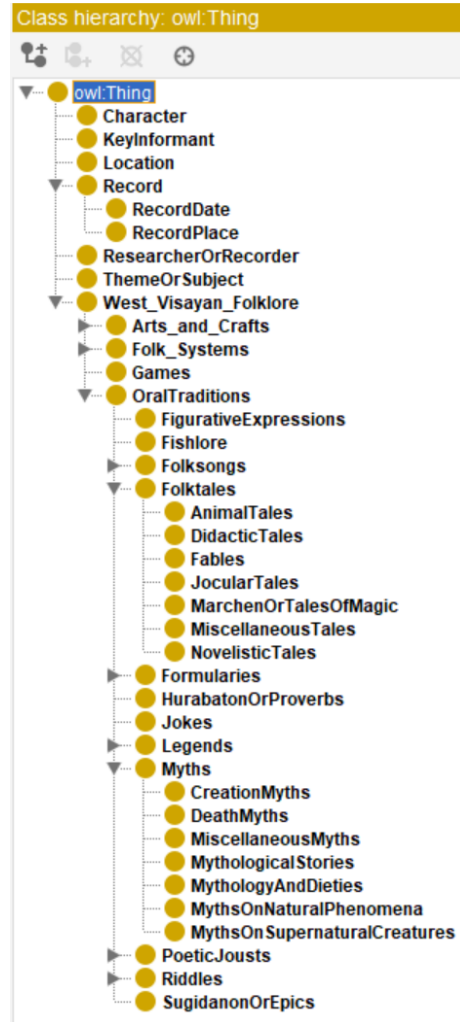 Class hierarchy: owl:Thing
owl:Thing
Character
KeyInformant
Location
Record
RecordDate
RecordPlace
ResearcherOrRecorder
ThemeOrSubject
West_Visayan_Folklore
Arts_and_Crafts
Folk_Systems
Games
OralTraditions
FigurativeExpressions
Fishlore
Folksongs
Folktales
AnimalTales
DidacticTales
Fables
JocularTales
MarchenOrTalesOfMagic
MiscellaneousTales
NovelisticTales
Formularies
HurabatonOrProverbs
Jokes
Legends
Myths
CreationMyths
DeathMyths
MiscellaneousMyths
MythologicalStories
MythologyAndDieties
MythsOnNaturalPhenomena
MythsOnSupernaturalCreatures
PoeticJousts
Riddles
SugidanonOrEpics